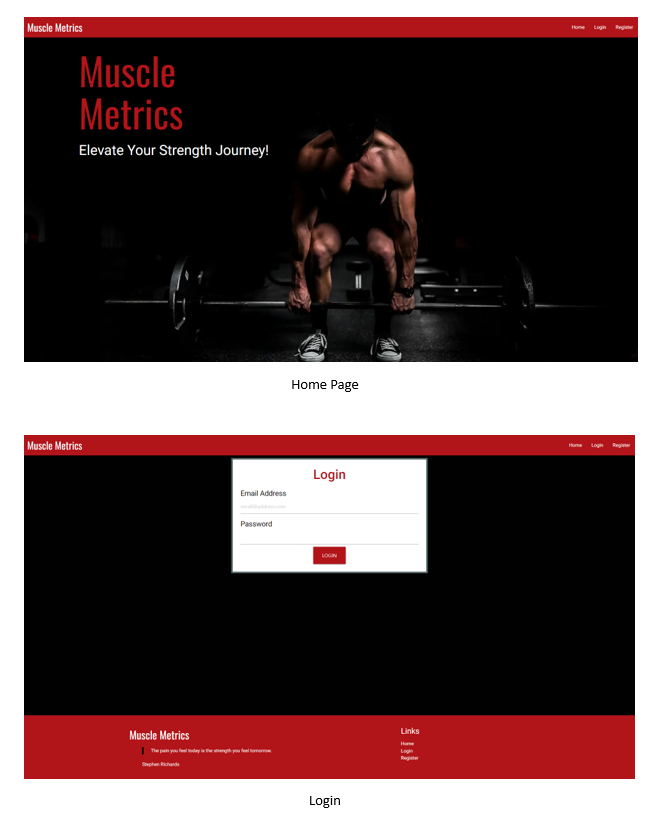 Muscle Metrics
Home Login Register
Muscle
Metrics
Elevate Your Strength Journey!
Home Page
Muscle Metrics
Home Login Register
Login
Email Address
email@address.com
Password
LOGIN
Muscle Metrics
The pain you feel today is the strength you feel tomorrow.
Stephen Richards
Links
Home
Login
Register
Login